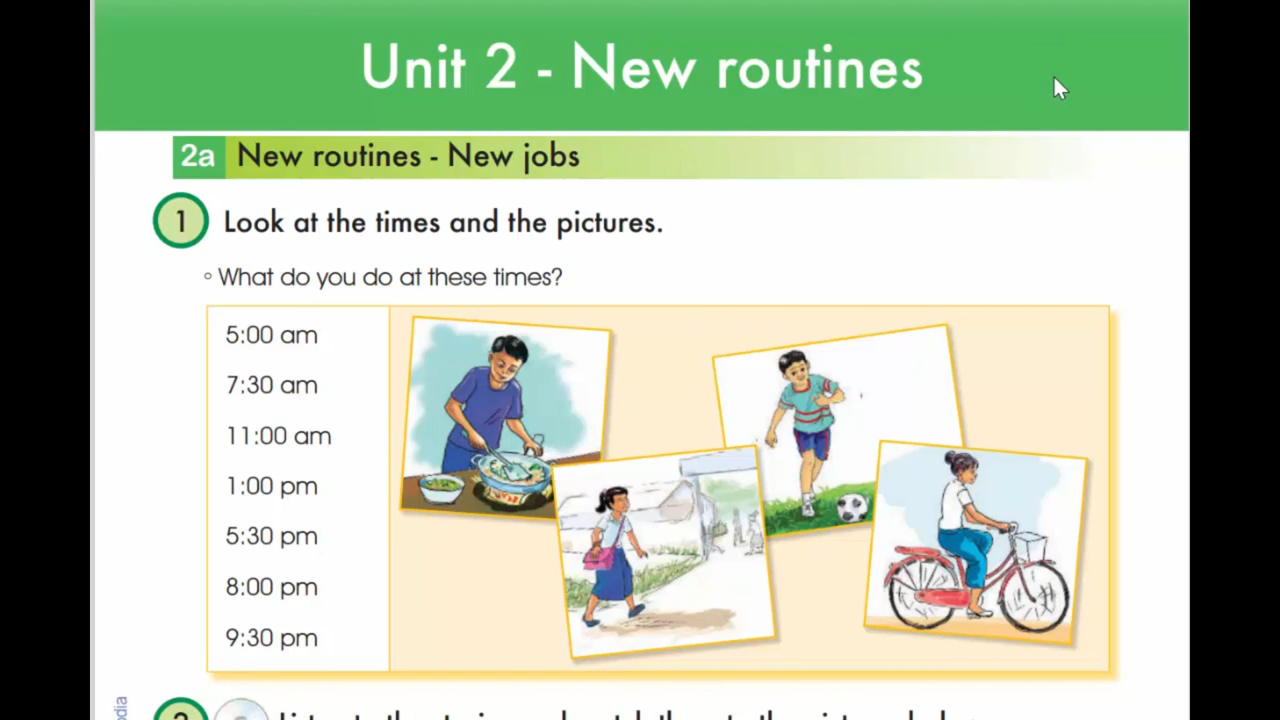 Unit 2 - New routines
2a New routines - New jobs
1 Look at the times and the pictures.
° What do you do at these times?
5:00 am
7:30 am
11:00 am
1:00 pm
5:30 pm
8:00 pm
9:30 pm